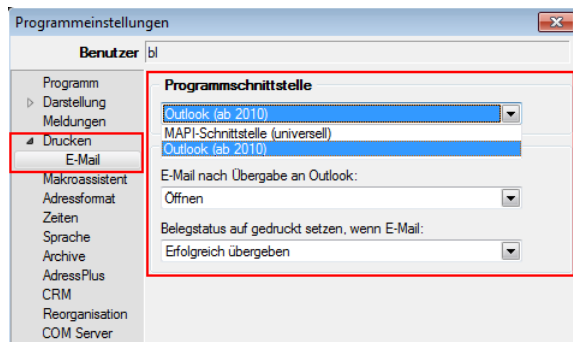 Programmeinstellungen
Benutzer bl
Programm
Darstellung
Meldungen
Drucken
E-Mail
Makroassistent
Adressformat
Zeiten
Sprache
Archive
AdressPlus
CRM
Reorganisation
COM Server
Programmschnittstelle
Outlook (ab 2010)
MAPI-Schnittstelle (universell)
Outlook (ab 2010)
E-Mail nach Übergabe an Outlook:
Öffnen
Belegstatus auf gedruckt setzen, wenn E-Mail:
Erfolgreich übergeben